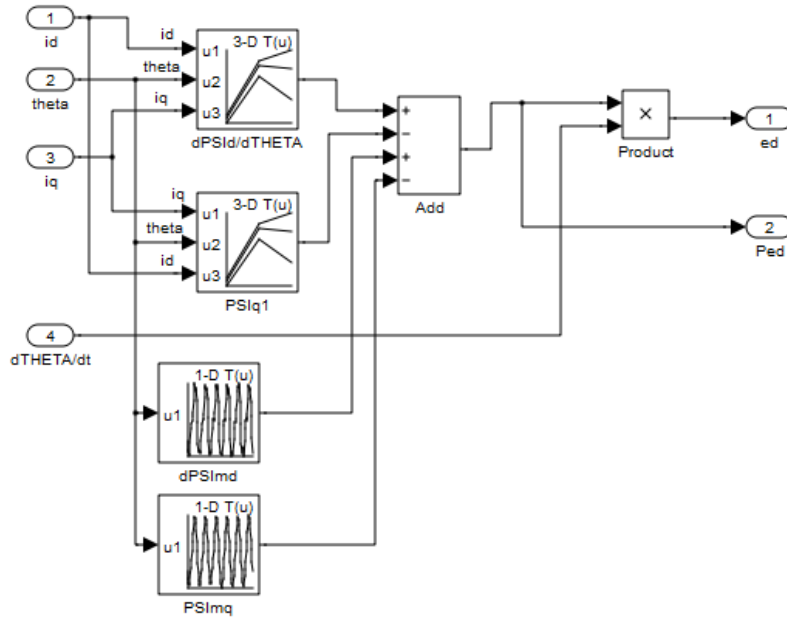 1
id
2
theta
3
iq
id
theta
iq
3-D T(u)
u1
u2
u3
dPSId/dTHETA
iq
theta
id
3-D T(u)
u1
u2
u3
PSIq1
4
dTHETA/dt
1-D T(u)
u1
dPSImd
1-D T(u)
u1
PSImq
+
−
+
−
Add
×
Product
1
ed
2
Ped